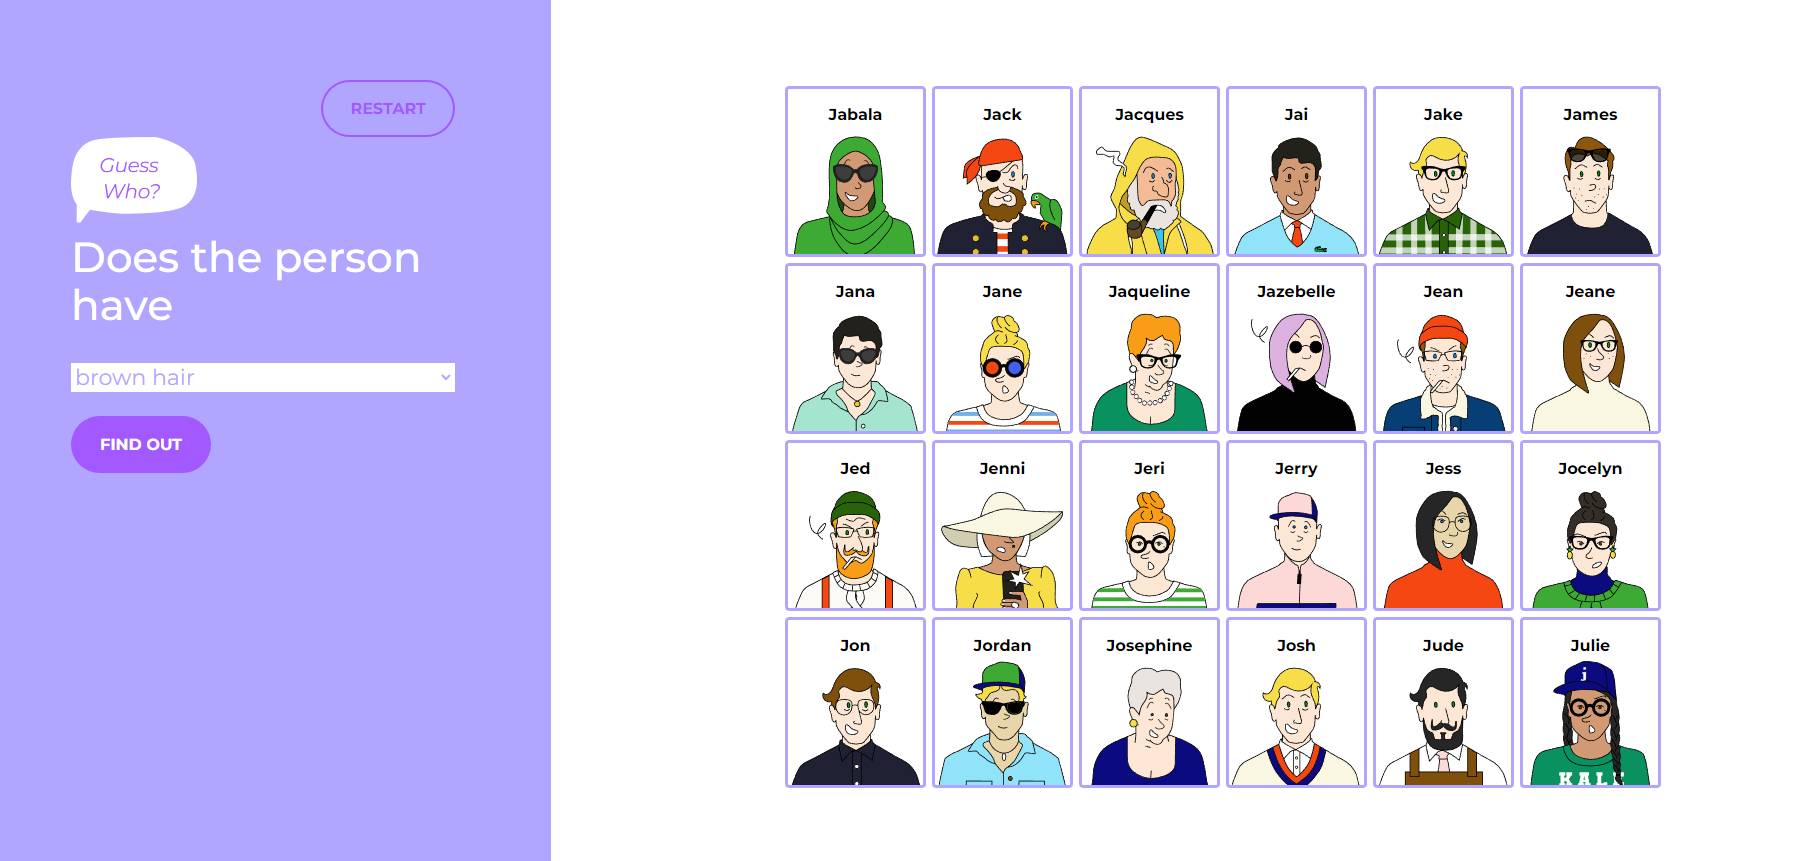 RESTART
Guess
Who?
Does the person
have
brown hair
FIND OUT
Jabala
Jack
Jacques
Jai
Jake
James
Jana
Jane
Jaqueline
Jazebelle
Jean
Jeane
Jed
Jenni
Jeri
Jerry
Jess
Jocelyn
Jon
Jordan
Josephine
Josh
Jude
Julie
j
KALE